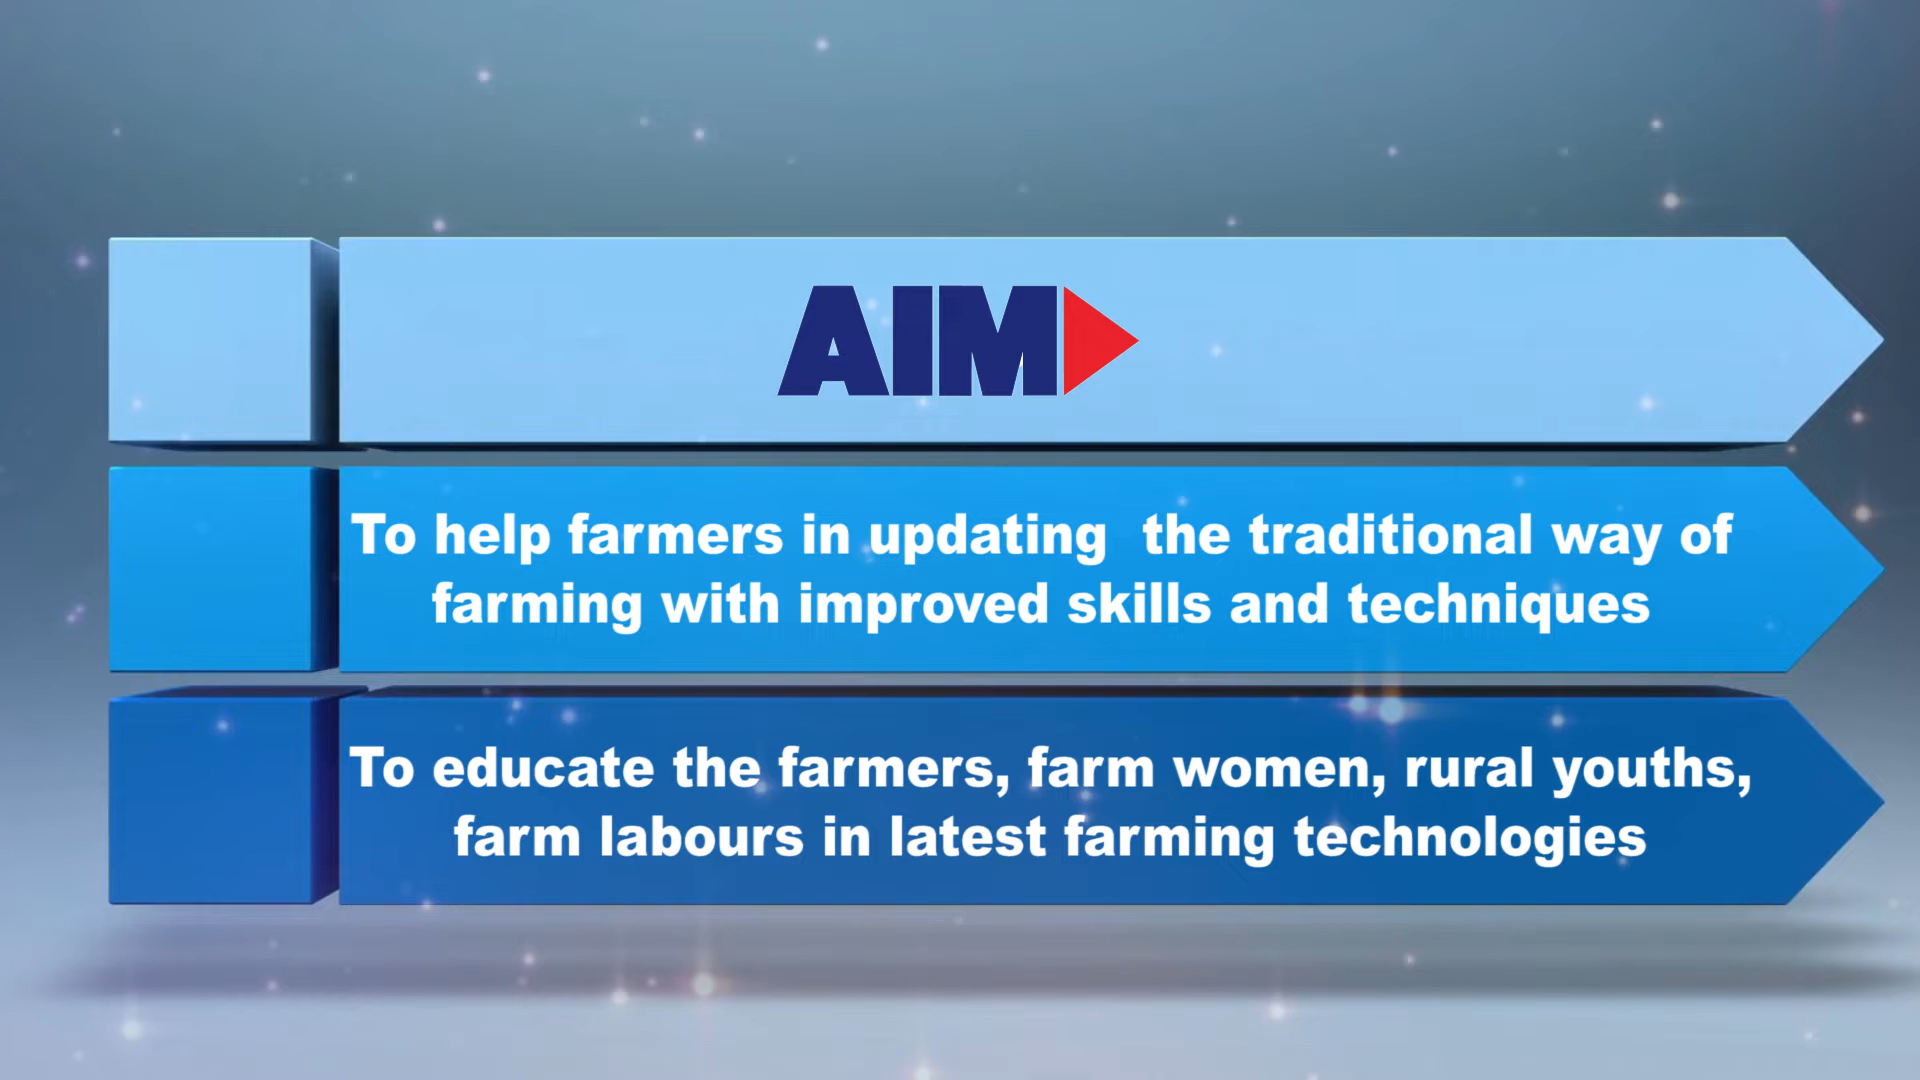 AIM
To help farmers in updating  the traditional way of
farming with improved skills and techniques
To educate the farmers, farm women, rural youths,
farm labours in latest farming technologies